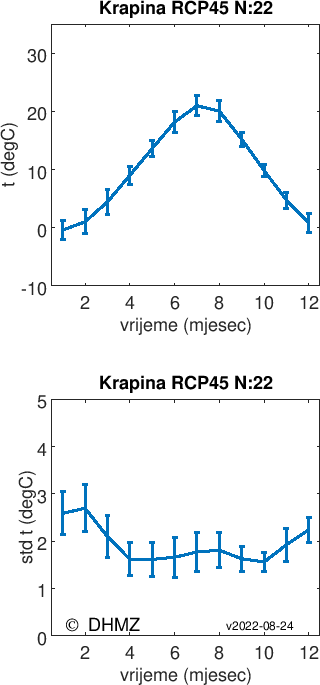 Krapina RCP45 N:22
30
20
10
0
-10
t (degC)
2 4 6 8 10 12
vrijeme (mjesec)
Krapina RCP45 N:22
5
4
3
2
1
0
std t (degC)
© DHMZ v2022-08-24
2 4 6 8 10 12
vrijeme (mjesec)